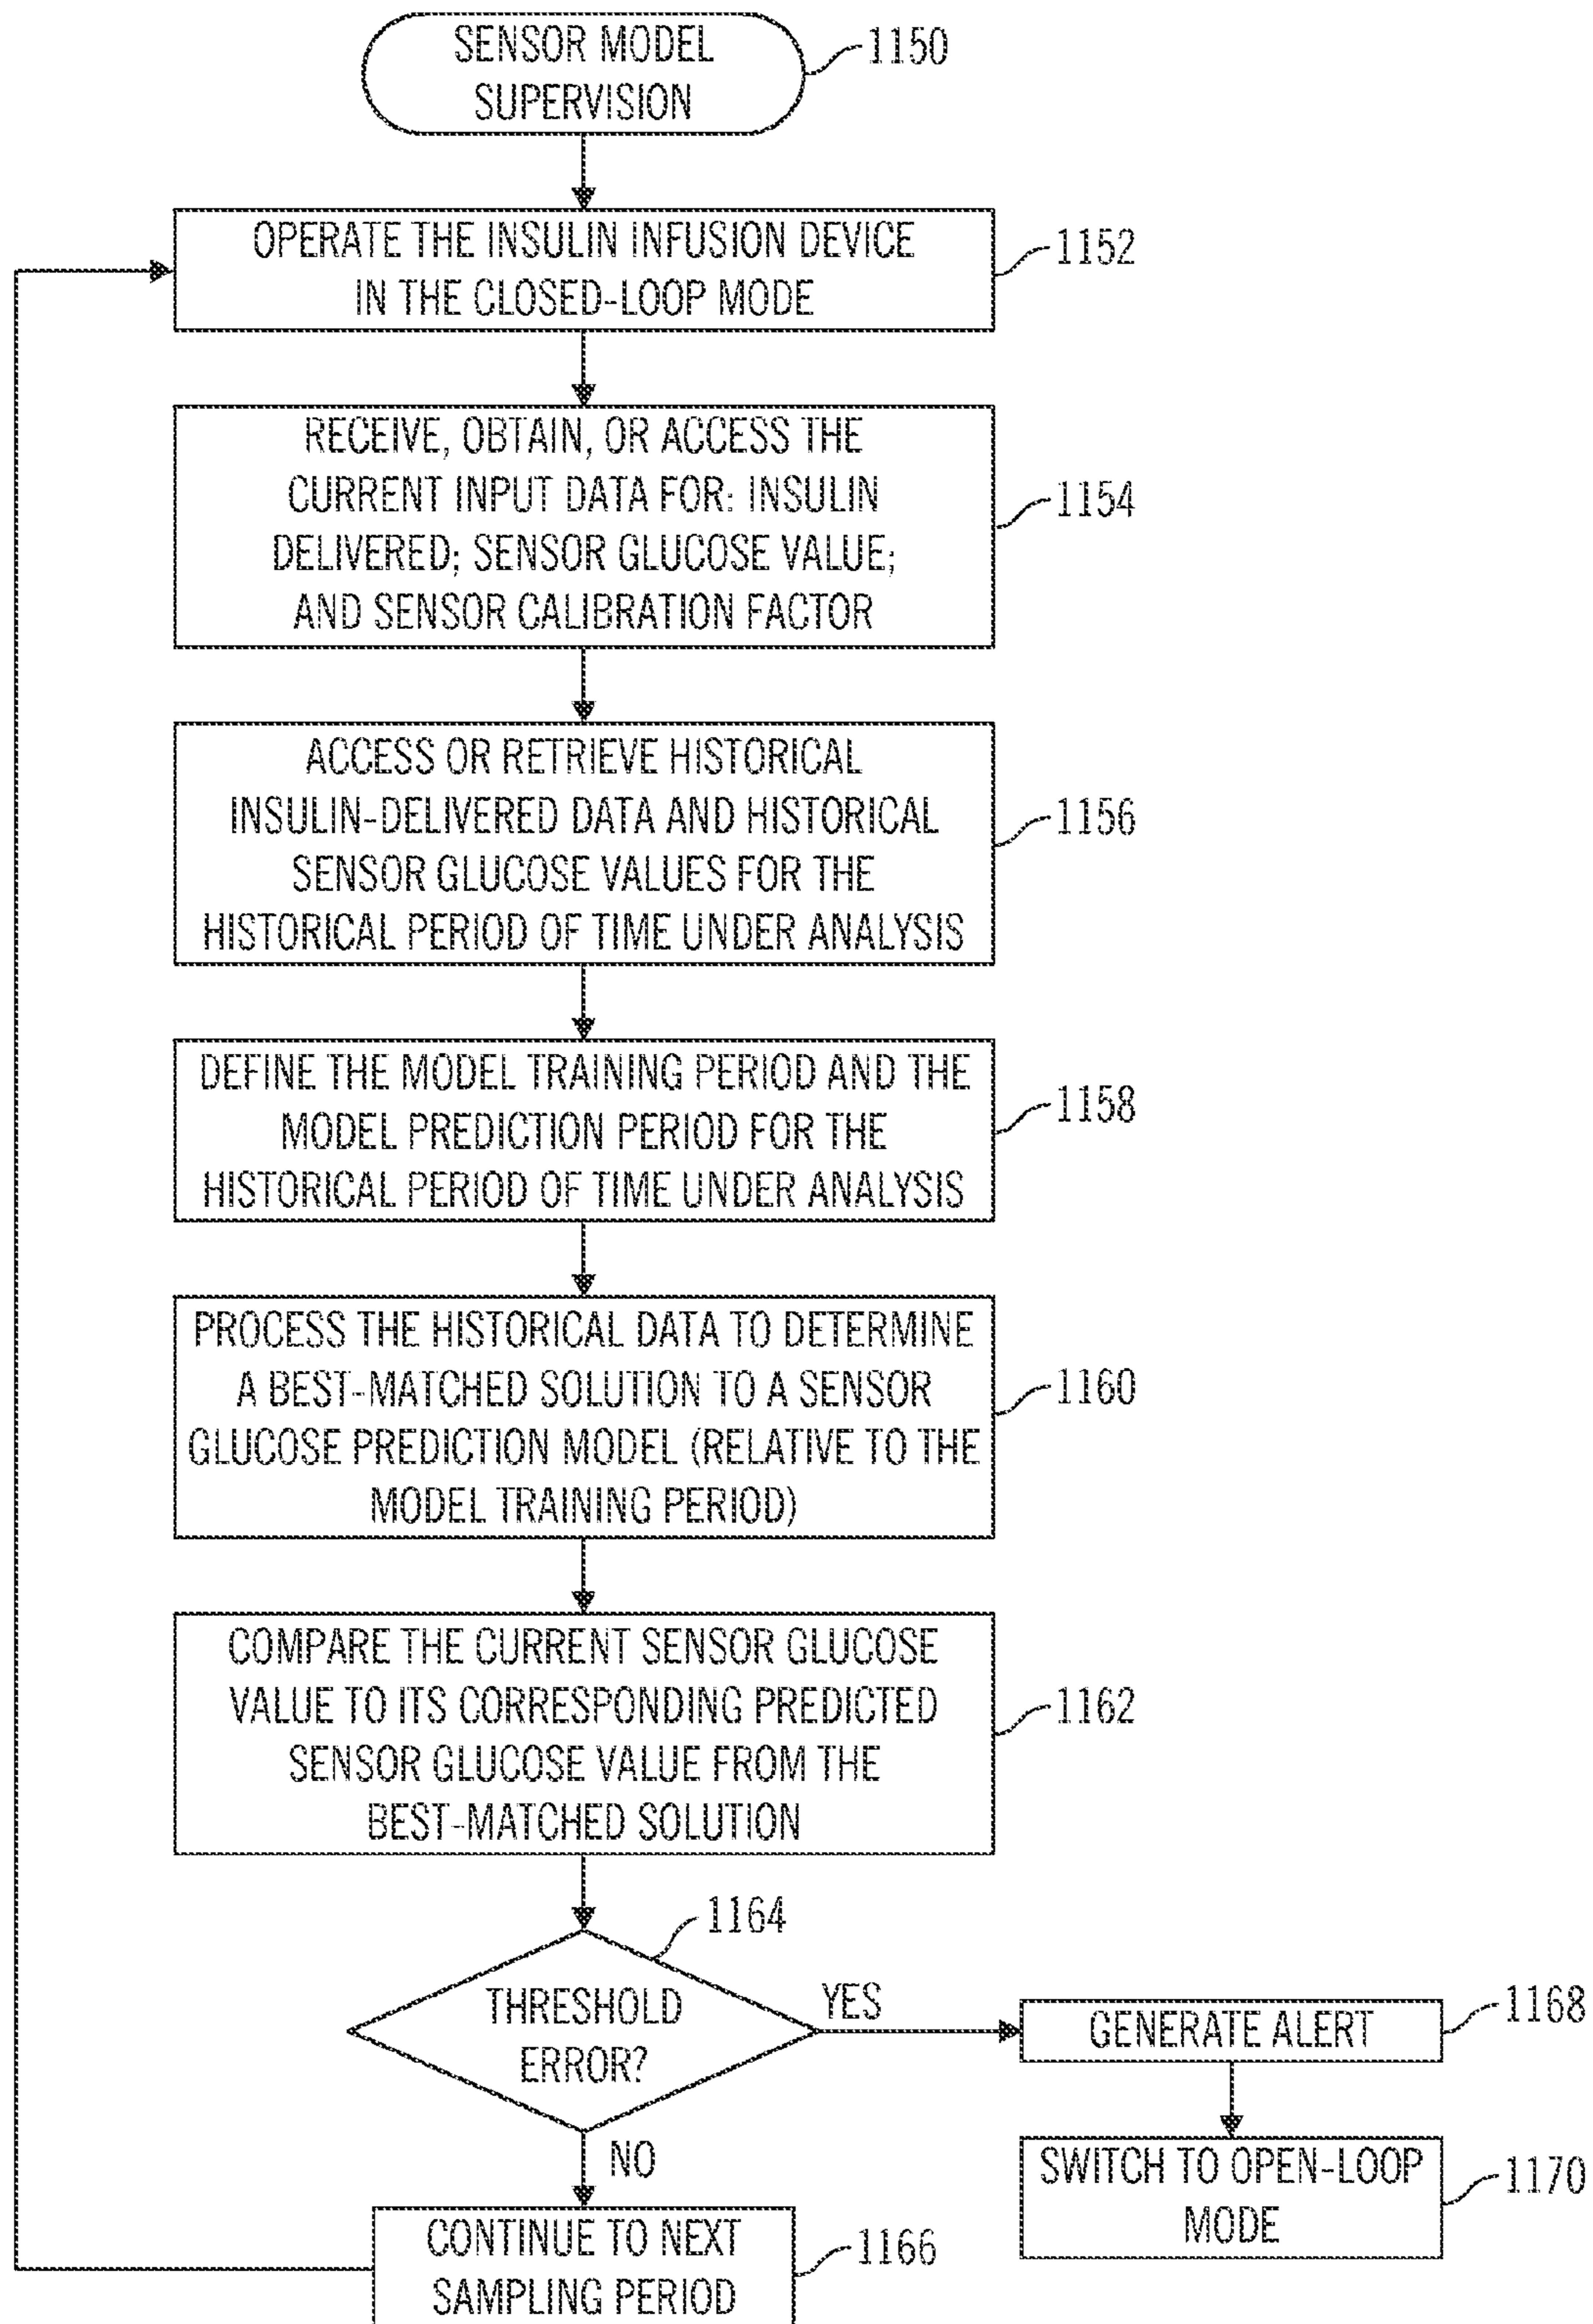 SENSOR MODEL
SUPERVISION
1150
OPERATE THE INSULIN INFUSION DEVICE
IN THE CLOSED-LOOP MODE
1152
RECEIVE, OBTAIN, OR ACCESS THE
CURRENT INPUT DATA FOR: INSULIN
DELIVERED; SENSOR GLUCOSE VALUE;
AND SENSOR CALIBRATION FACTOR
1154
ACCESS OR RETRIEVE HISTORICAL
INSULIN-DELIVERED DATA AND HISTORICAL
SENSOR GLUCOSE VALUES FOR THE
HISTORICAL PERIOD OF TIME UNDER ANALYSIS
1156
DEFINE THE MODEL TRAINING PERIOD AND THE
MODEL PREDICTION PERIOD FOR THE
HISTORICAL PERIOD OF TIME UNDER ANALYSIS
1158
PROCESS THE HISTORICAL DATA TO DETERMINE
A BEST-MATCHED SOLUTION TO A SENSOR
GLUCOSE PREDICTION MODEL (RELATIVE TO THE
MODEL TRAINING PERIOD)
1160
COMPARE THE CURRENT SENSOR GLUCOSE
VALUE TO ITS CORRESPONDING PREDICTED
SENSOR GLUCOSE VALUE FROM THE
BEST-MATCHED SOLUTION
1162
1164
THRESHOLD
ERROR?
YES
GENERATE ALERT
1168
NO
SWITCH TO OPEN-LOOP
MODE
1170
CONTINUE TO NEXT
SAMPLING PERIOD
1166